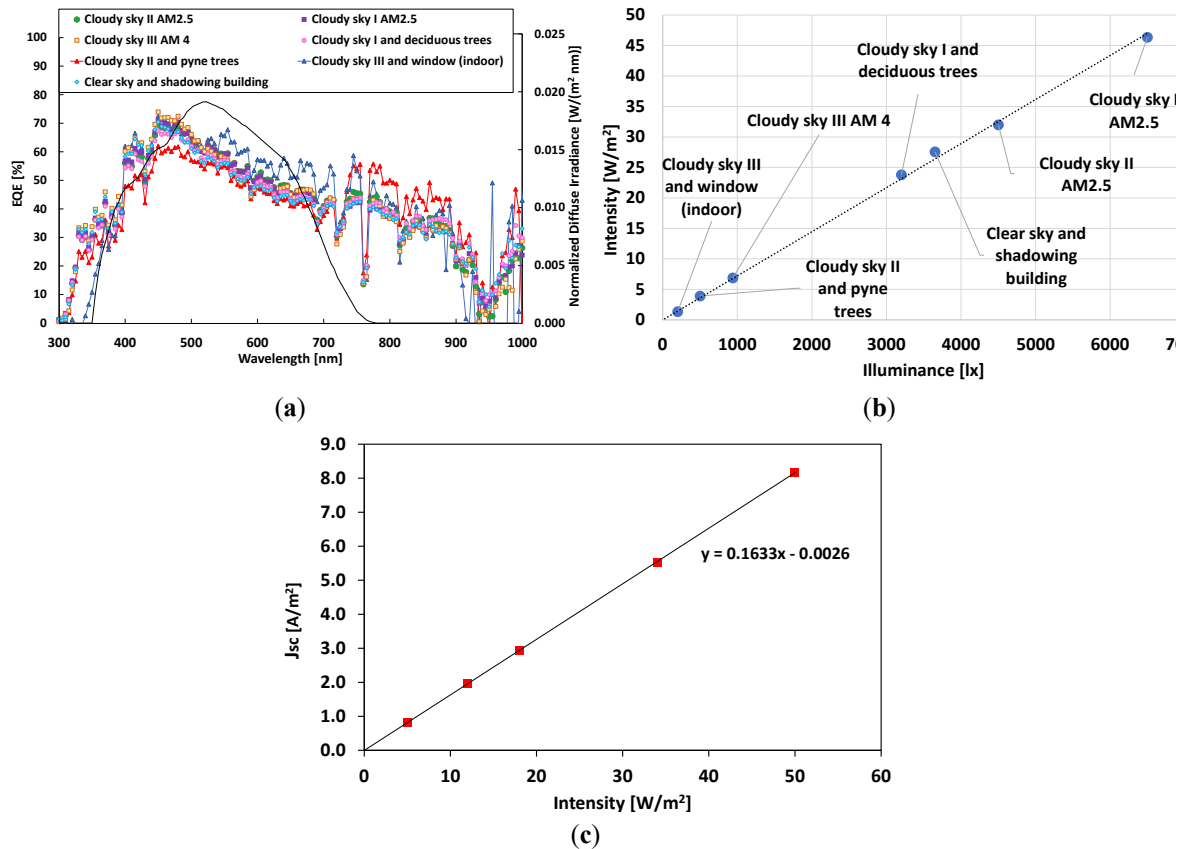 Cloudy sky II AM2.5
Cloudy sky I AM2.5
Cloudy sky III AM 4
Cloudy sky I and deciduous trees
Cloudy sky II and pyne trees
Cloudy sky III and window (indoor)
Clear sky and shadowing building
100
90
80
70
60
50
40
30
20
10
0
EQE [%]
0.025
0.020
0.015
0.010
0.005
0.000
Normalized Diffuse Irradiance [W/(m² nm)]
300 400 500 600 700 800 900 1000
Wavelength [nm]
(a)
50
45
40
35
30
25
20
15
10
5
0
Intensity [W/m²]
Cloudy sky I and
deciduous trees
Cloudy sky III AM 4
Cloudy sky I
AM2.5
Cloudy sky III
and window
(indoor)
Cloudy sky II
AM2.5
Clear sky and
shadowing
building
Cloudy sky II
and pyne
trees
0 1000 2000 3000 4000 5000 6000
Illuminance [lx]
(b)
9.0
8.0
7.0
6.0
5.0
4.0
3.0
2.0
1.0
0.0
Jsc [A/m²]
y = 0.1633x - 0.0026
0 10 20 30 40 50 60
Intensity [W/m²]
(c)